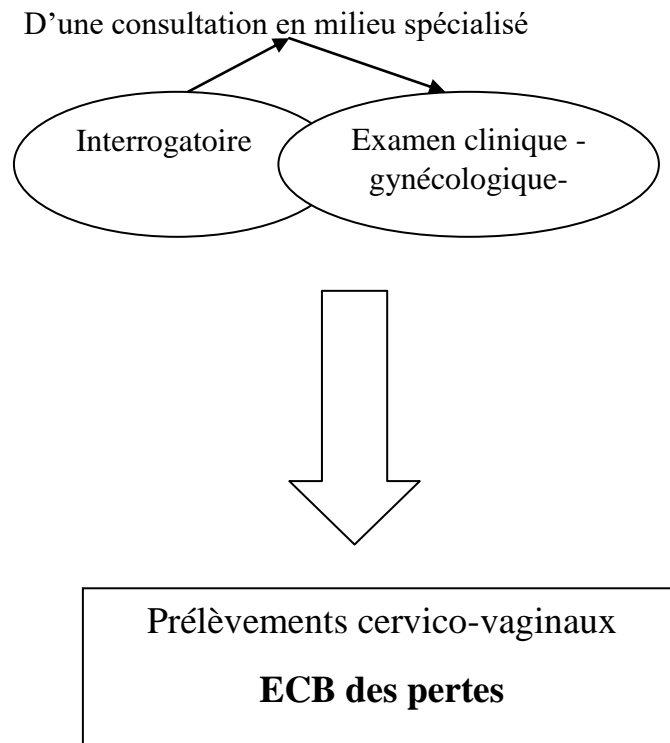 D’une consultation en milieu spécialisé
Interrogatoire
Examen clinique -
gynécologique-
Prélèvements cervico-vaginaux
ECB des pertes